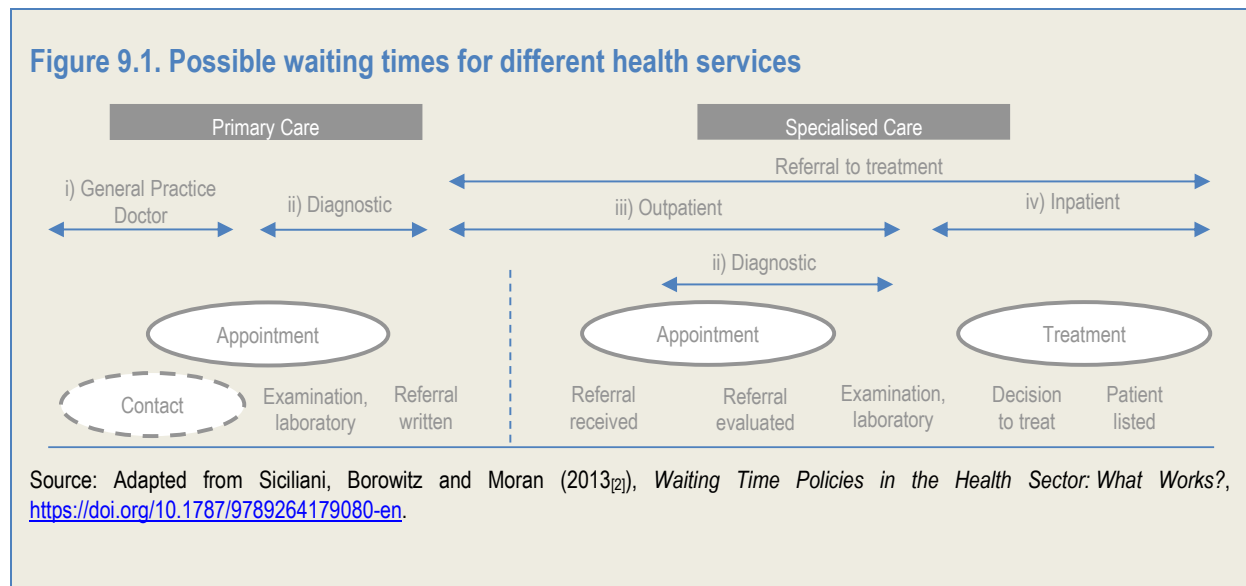 Figure 9.1. Possible waiting times for different health services
Primary Care
Specialised Care
Referral to treatment
i) General Practice
Doctor
ii) Diagnostic
iii) Outpatient
iv) Inpatient
ii) Diagnostic
Appointment
Appointment
Treatment
Contact
Examination,
laboratory
Referral
written
Referral
received
Referral
evaluated
Examination,
laboratory
Decision
to treat
Patient
listed
Source: Adapted from Siciliani, Borowitz and Moran (2013[2]), Waiting Time Policies in the Health Sector: What Works?,
https://doi.org/10.1787/9789264179080-en.